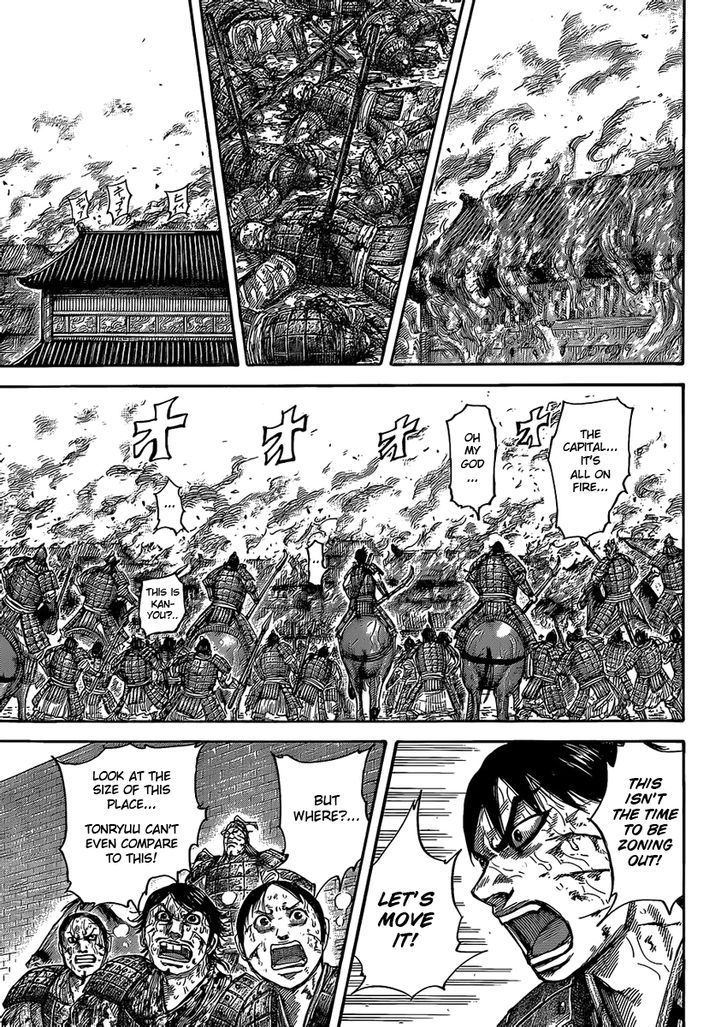 THE
CAPITAL...
IT'S
ALL ON
FIRE...
OH
MY
GOD
...
オ
オ
オ
オ
...
...
THIS IS
KAN-
YOU?..
THIS
ISN'T
THE TIME
TO BE
ZONING
OUT!
LET'S
MOVE
IT!
BUT
WHERE?...
LOOK AT THE
SIZE OF THIS
PLACE...
TONRYUU CAN'T
EVEN COMPARE
TO THIS!